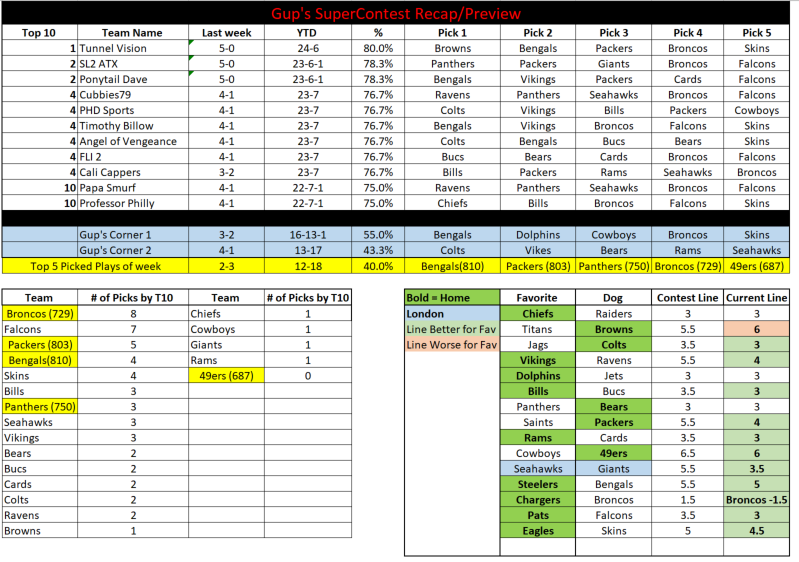 Gup's SuperContest Recap/Preview
Top 10 Team Name Last week YTD % Pick 1 Pick 2 Pick 3 Pick 4 Pick 5
1 Tunnel Vision 5-0 24-6 80.0% Browns Bengals Packers Broncos Skins
2 SL2 ATX 5-0 23-6-1 78.3% Panthers Packers Giants Broncos Falcons
2 Ponytail Dave 5-0 23-6-1 78.3% Bengals Vikings Packers Cards Falcons
4 Cubbies79 4-1 23-7 76.7% Ravens Panthers Seahawks Broncos Falcons
4 PHD Sports 4-1 23-7 76.7% Colts Vikings Bills Packers Cowboys
4 Timothy Billow 4-1 23-7 76.7% Bengals Vikings Broncos Falcons Skins
4 Angel of Vengeance 4-1 23-7 76.7% Colts Bengals Bucs Bears Skins
4 FLI 2 4-1 23-7 76.7% Bucs Bears Cards Broncos Falcons
4 Cali Cappers 3-2 23-7 76.7% Bills Packers Rams Seahawks Broncos
10 Papa Smurf 4-1 22-7-1 75.0% Ravens Panthers Seahawks Broncos Falcons
10 Professor Philly 4-1 22-7-1 75.0% Chiefs Bills Broncos Falcons Skins
Gup's Corner 1 3-2 16-13-1 55.0% Bengals Dolphins Cowboys Broncos Skins
Gup's Corner 2 4-1 13-17 43.3% Colts Vikes Bears Rams Seahawks
Top 5 Picked Plays of week 2-3 12-18 40.0% Bengals(810) Packers (803) Panthers (750) Broncos (729) 49ers (687)
Team # of Picks by T10 Team # of Picks by T10
Broncos (729) 8 Chiefs 1
Falcons 7 Cowboys 1
Packers (803) 5 Giants 1
Bengals(810) 4 Rams 1
Skins 4 49ers (687) 0
Bills 3
Panthers (750) 3
Seahawks 3
Vikings 3
Bears 2
Bucs 2
Cards 2
Colts 2
Ravens 2
Browns 1
Bold = Home Favorite Dog Contest Line Current Line
London Chiefs Raiders 3 3
Line Better for Fav Titans Browns 5.5 6
Line Worse for Fav Jags Colts 3.5 3
Vikings Ravens 5.5 4
Dolphins Jets 3 3
Bills Bucs 3.5 3
Panthers Bears 3 3
Saints Packers 5.5 4
Rams Cards 3.5 3
Cowboys 49ers 6.5 6
Seahawks Giants 5.5 3.5
Steelers Bengals 5.5 5
Chargers Broncos 1.5 Broncos -1.5
Pats Falcons 3.5 3
Eagles Skins 5 4.5